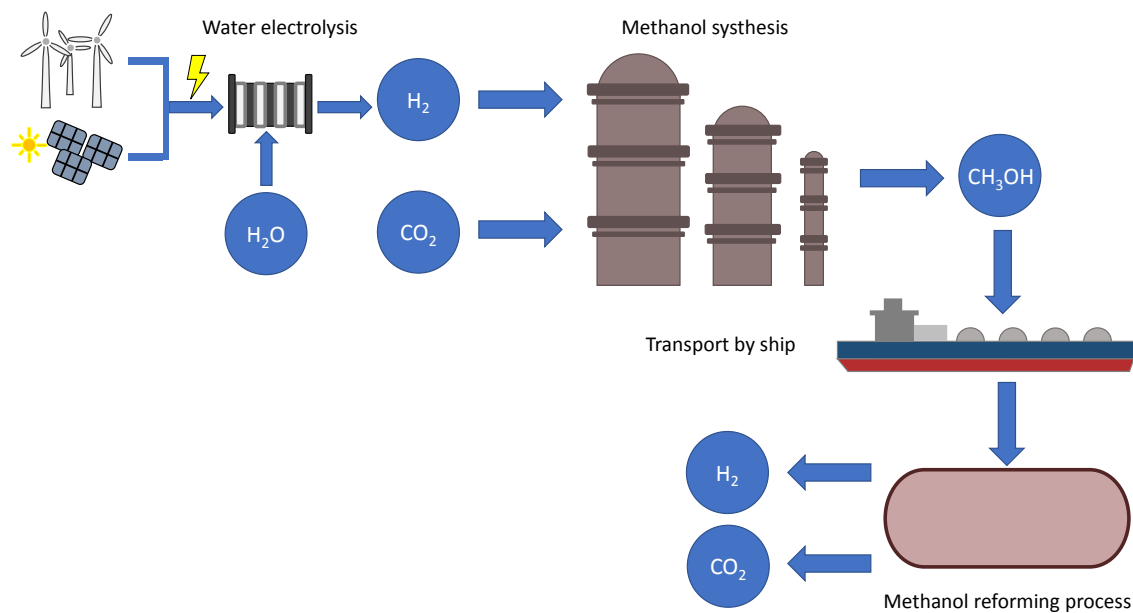 Water electrolysis
Methanol systhesis
H₂
CH₃OH
H₂O
CO₂
Transport by ship
H₂
CO₂
Methanol reforming process